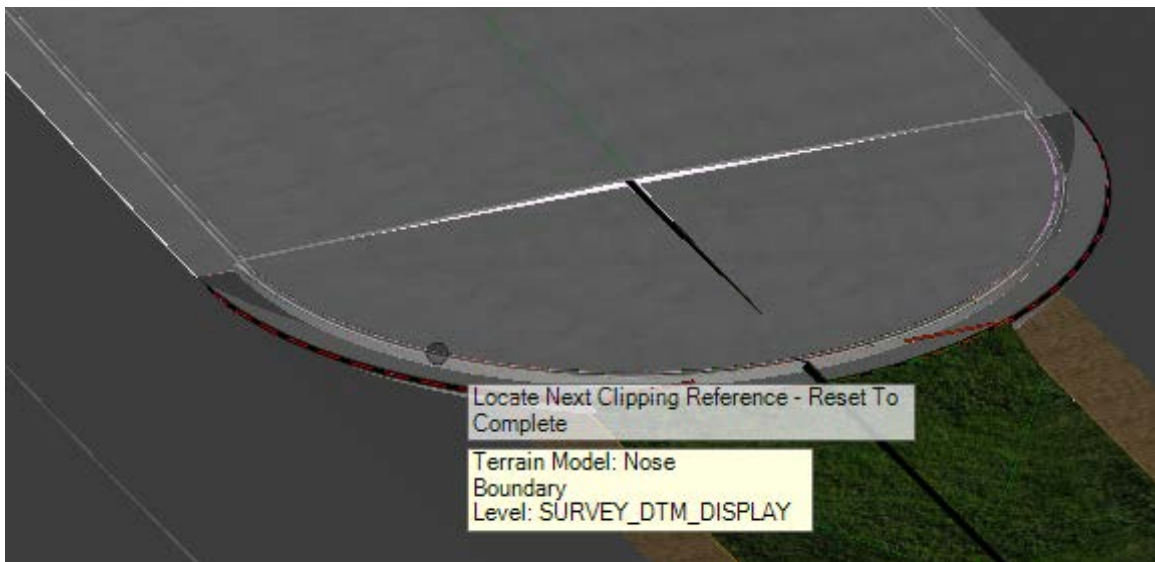 Locate Next Clipping Reference - Reset To
Complete
Terrain Model: Nose
Boundary
Level: SURVEY_DTM_DISPLAY